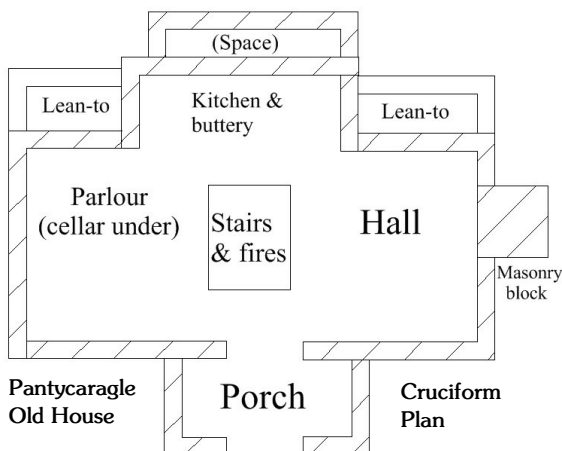 (Space)
Lean-to
Kitchen &
buttery
Lean-to
Parlour
(cellar under)
Stairs
& fires
Hall
Masonry
block
Pantycaragle
Old House
Porch
Cruciform
Plan